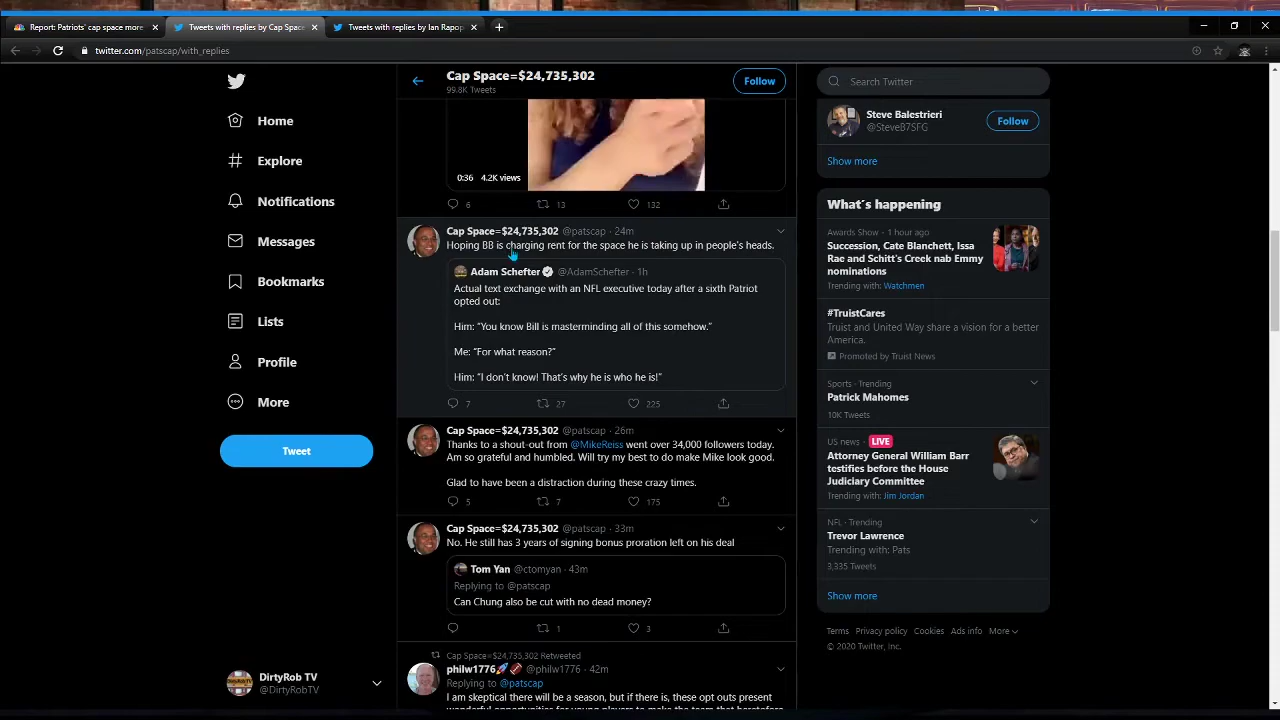 Report: Patriots' cap space more
Tweets with replies by Cap Space
Tweets with replies by Ian Rapop
twitter.com/patscap/with_replies
Home
Explore
Notifications
Messages
Bookmarks
Lists
Profile
More
Tweet
DirtyRob TV
@DirtyRobTV
Cap Space=$24,735,302
99.8K Tweets
Follow
0:36 4.2K views
6 13 132
Cap Space=$24,735,302 @patscap · 24m
Hoping BB is charging rent for the space he is taking up in people's heads.
Adam Schefter @AdamSchefter · 1h
Actual text exchange with an NFL executive today after a sixth Patriot
opted out:
Him: “You know Bill is masterminding all of this somehow.”
Me: “For what reason?”
Him: “I don't know! That's why he is who he is!”
7 27 225
Cap Space=$24,735,302 @patscap · 26m
Thanks to a shout-out from @MikeReiss went over 34,000 followers today.
Am so grateful and humbled. Will try my best to do make Mike look good.
Glad to have been a distraction during these crazy times.
5 7 175
Cap Space=$24,735,302 @patscap · 33m
No. He still has 3 years of signing bonus proration left on his deal
Tom Yan @ctomyan · 43m
Replying to @patscap
Can Chung also be cut with no dead money?
1 3
Cap Space=$24,735,302 Retweeted
philw1776🚀🏈 @philw1776 · 42m
Replying to @patscap
I am skeptical there will be a season, but if there is, these opt outs present
wonderful opportunities for young players to make the team that heretofore
Search Twitter
Steve Balestrieri
@SteveB7SFG
Follow
Show more
What's happening
Awards Show · 1 hour ago
Succession, Cate Blanchett, Issa
Rae and Schitt's Creek nab Emmy
nominations
Trending with: Watchmen
#TruistCares
Truist and United Way share a vision for a better
America.
Promoted by Truist News
Sports · Trending
Patrick Mahomes
10K Tweets
US news · LIVE
Attorney General William Barr
testifies before the House
Judiciary Committee
Trending with: Jim Jordan
NFL · Trending
Trevor Lawrence
Trending with: Pats
3,335 Tweets
Show more
Terms Privacy policy Cookies Ads info More
© 2020 Twitter, Inc.